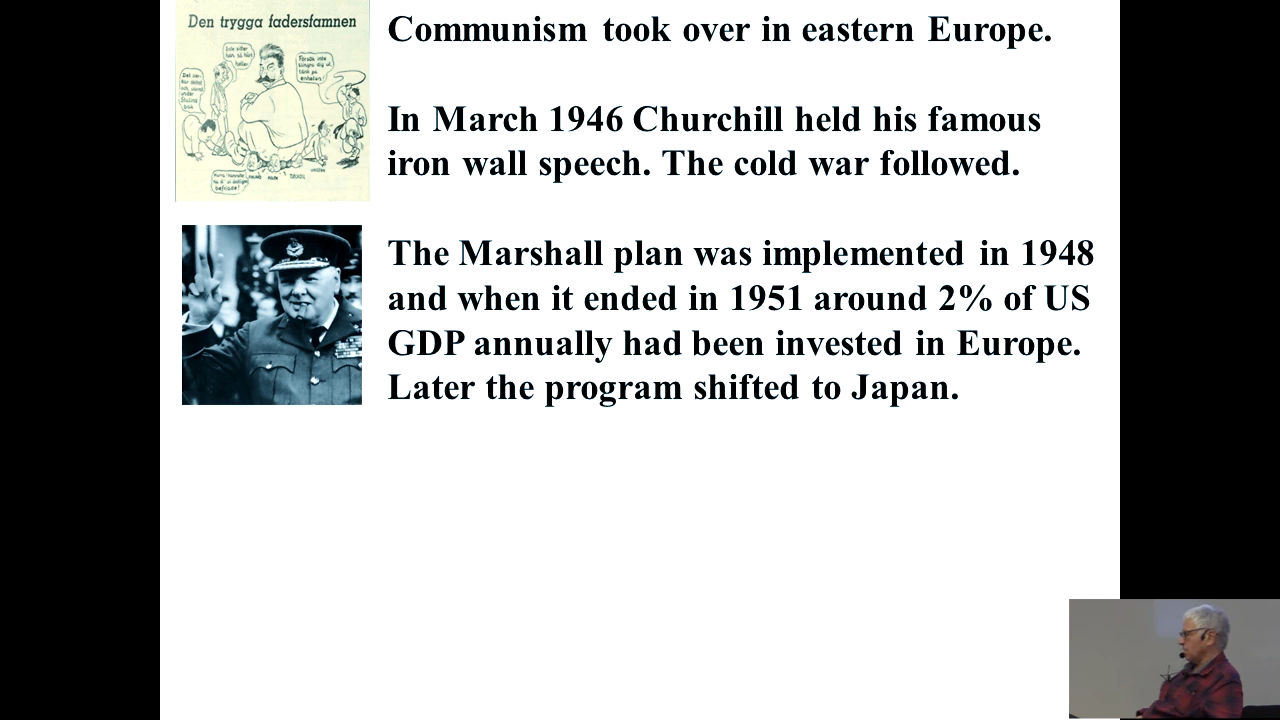 Den trygga fadersfamnen
Communism took over in eastern Europe.
In March 1946 Churchill held his famous
iron wall speech. The cold war followed.
The Marshall plan was implemented in 1948
and when it ended in 1951 around 2% of US
GDP annually had been invested in Europe.
Later the program shifted to Japan.